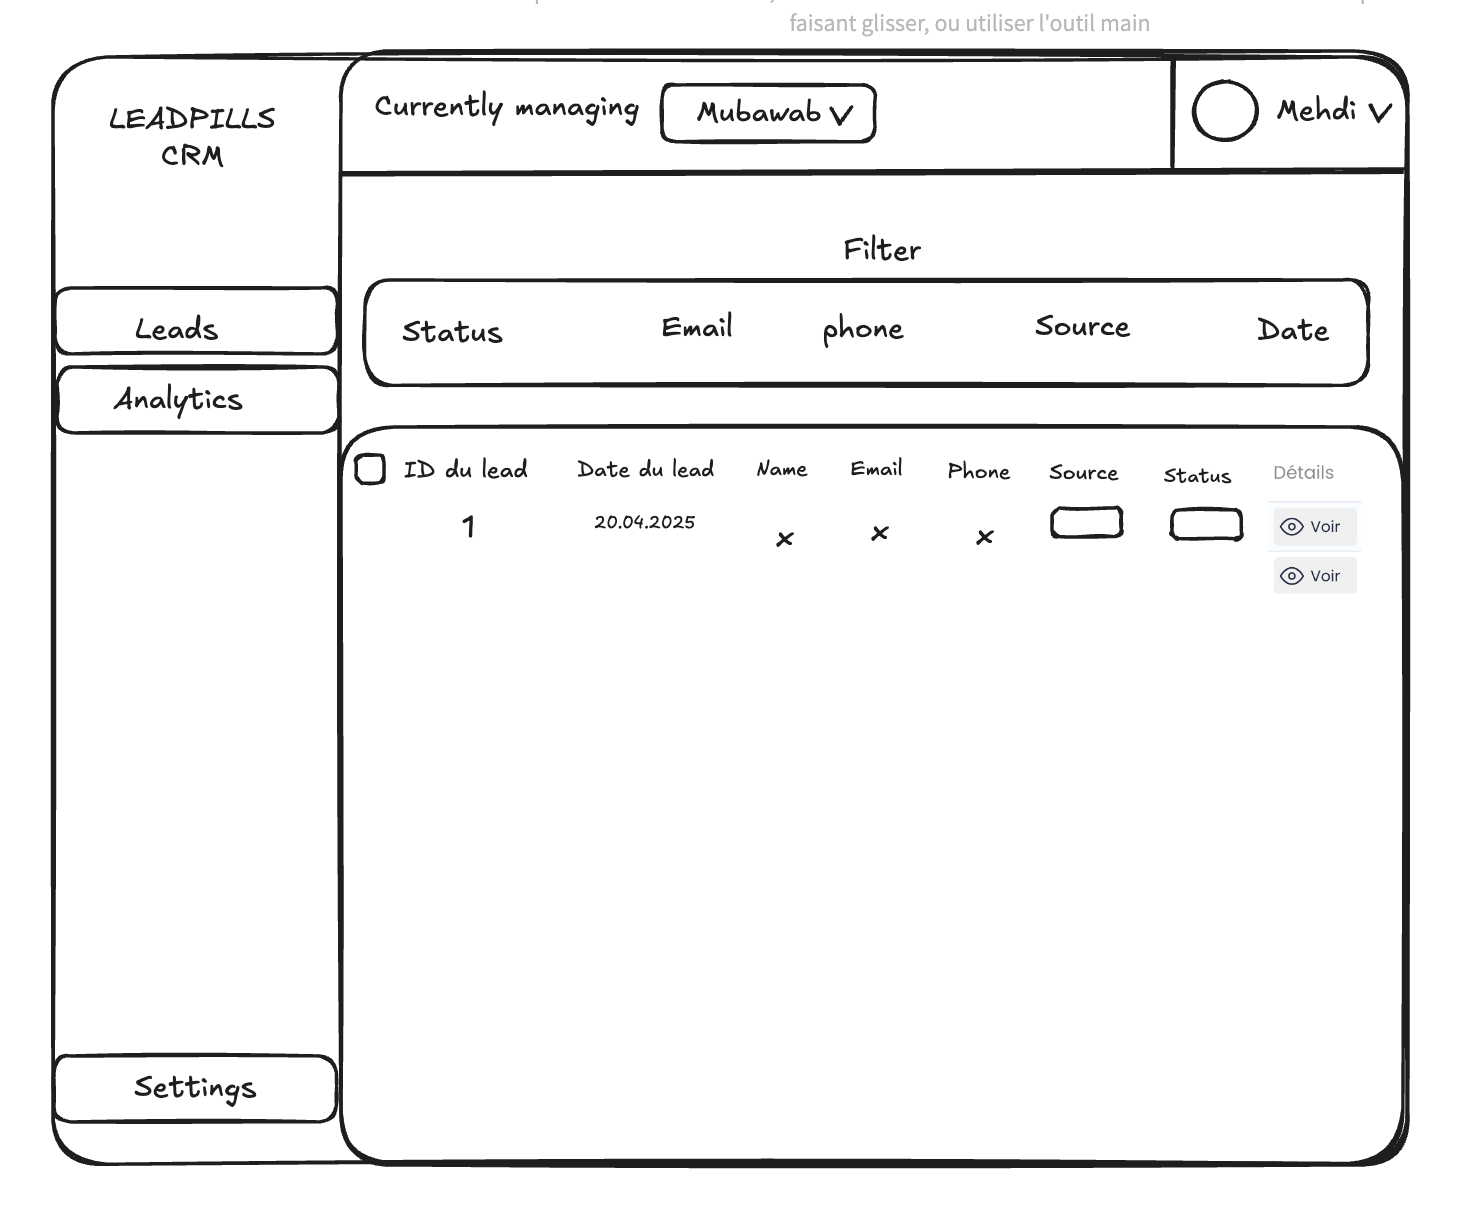 faisant glisser, ou utiliser l'outil main
LEADPILLS
CRM
Currently managing
Mubawab
Mehdi
Leads
Analytics
Settings
Filter
Status Email phone Source Date
ID du lead Date du lead Name Email Phone Source Status Détails
1 20.04.2025 x x x Voir
Voir